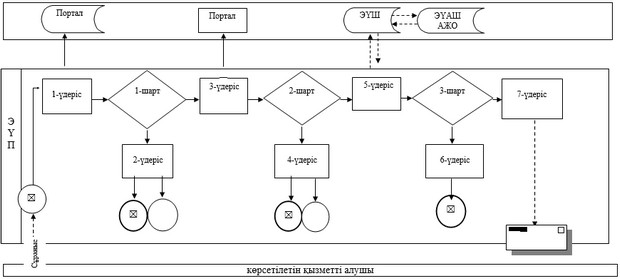 Портал
Портал
ЭҮШ
ЭҮАШ
АЖО
Э
Ү
П
1-үдеріс
1-шарт
3-үдеріс
2-шарт
5-үдеріс
3-шарт
7-үдеріс
2-үдеріс
4-үдеріс
6-үдеріс
Сұраныс
көрсетілетін қызметті алушы